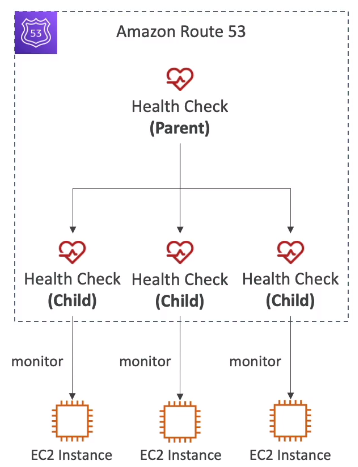 53
Amazon Route 53
Health Check
(Parent)
Health Check
(Child)
Health Check
(Child)
Health Check
(Child)
monitor
monitor
monitor
EC2 Instance
EC2 Instance
EC2 Instance